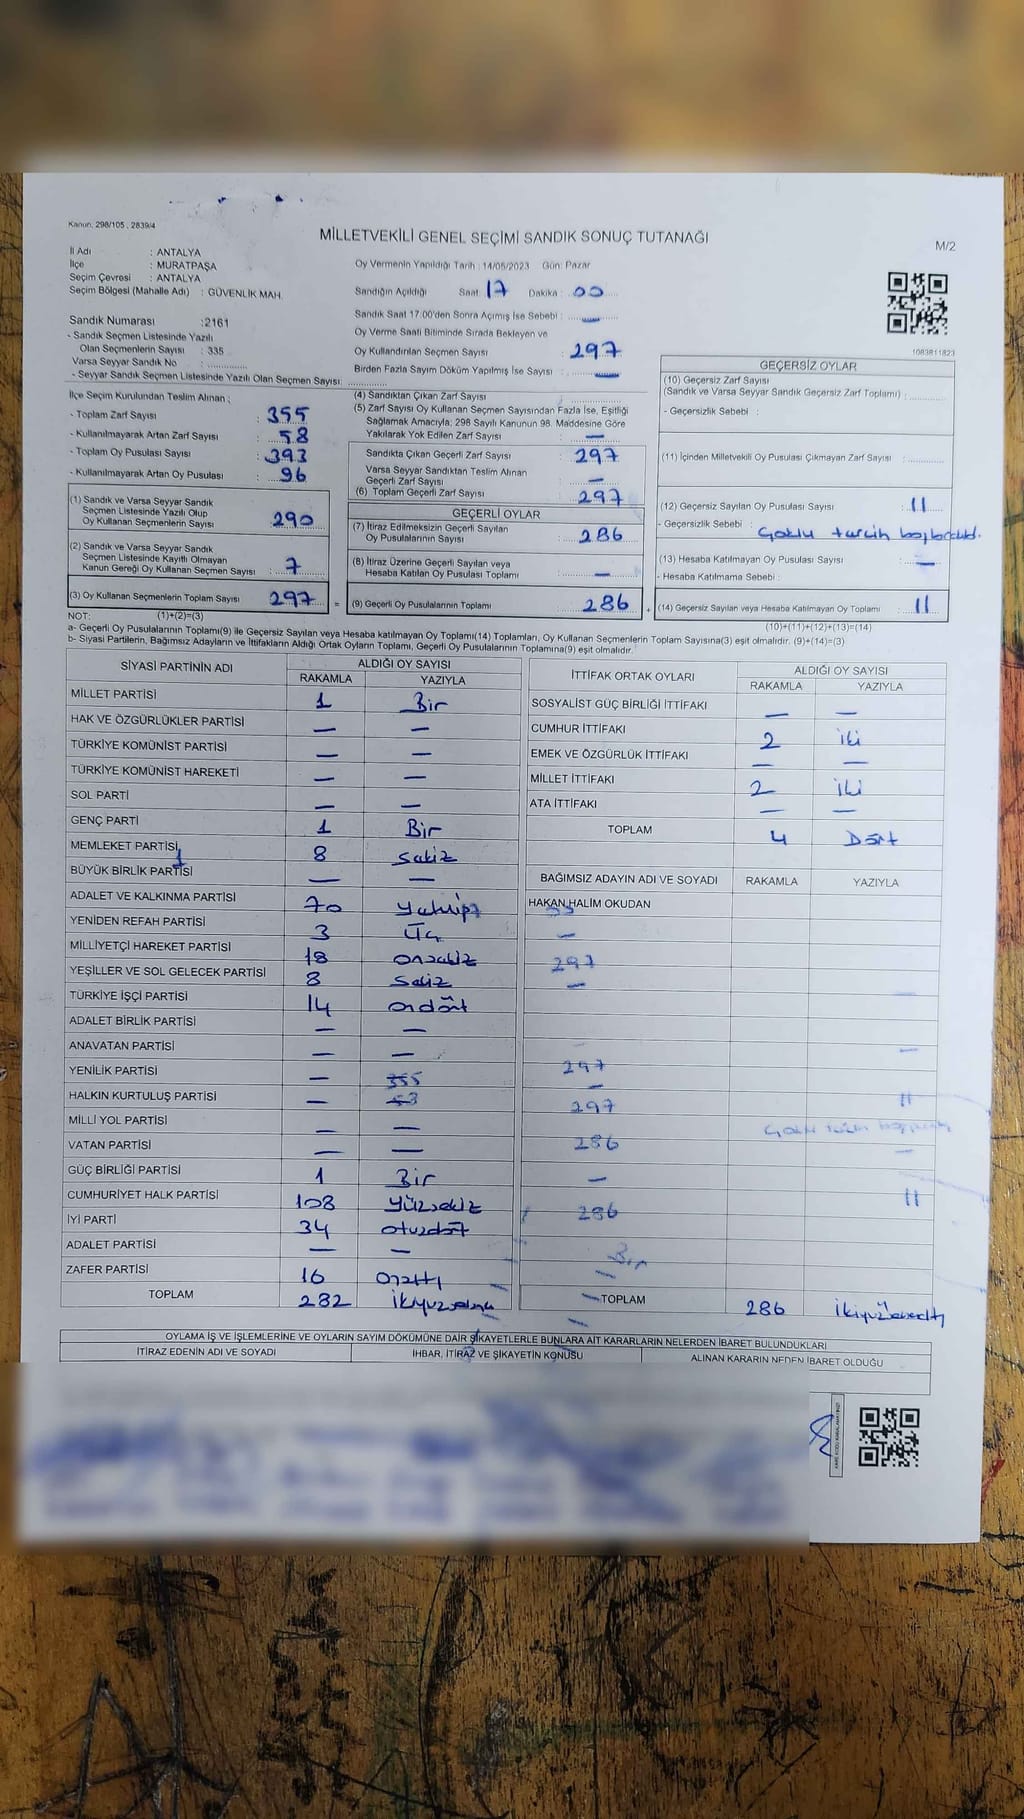 Kanun. 298/105 , 2839/4
MİLLETVEKİLİ GENEL SEÇİMİ SANDIK SONUÇ TUTANAĞI
M/2
İl Adı : ANTALYA
İlçe : MURATPAŞA
Seçim Çevresi : ANTALYA
Seçim Bölgesi (Mahalle Adı) : GÜVENLİK MAH.
Oy Vermenin Yapıldığı Tarih : 14/05/2023 Gün: Pazar
Sandığın Açıldığı Saat: 17 Dakika : 00
Sandık Saat 17:00'den Sonra Açımış İse Sebebi : —
Oy Verme Saati Bitiminde Sırada Bekleyen ve
Oy Kullandırılan Seçmen Sayısı : 297
Birden Fazla Sayım Döküm Yapılmış İse Sayısı : —
1083811823
Sandık Numarası :2161
- Sandık Seçmen Listesinde Yazılı
Olan Seçmenlerin Sayısı : 335
Varsa Seyyar Sandık No :
- Seyyar Sandık Seçmen Listesinde Yazılı Olan Seçmen Sayısı:
İlçe Seçim Kurulundan Teslim Alınan :
- Toplam Zarf Sayısı : 355
- Kullanılmayarak Artan Zarf Sayısı : 58
- Toplam Oy Pusulası Sayısı : 393
- Kullanılmayarak Artan Oy Pusulası : 96
(1) Sandık ve Varsa Seyyar Sandık
Seçmen Listesinde Yazılı Olup
Oy Kullanan Seçmenlerin Sayısı : 290
(2) Sandık ve Varsa Seyyar Sandık
Seçmen Listesinde Kayıtlı Olmayan
Kanun Gereği Oy Kullanan Seçmen Sayısı : 7
(3) Oy Kullanan Seçmenlerin Toplam Sayısı : 297 =
(4) Sandıktan Çıkan Zarf Sayısı :
(5) Zarf Sayısı Oy Kullanan Seçmen Sayısından Fazla İse, Eşitliği
Sağlamak Amacıyla; 298 Sayılı Kanunun 98. Maddesine Göre
Yakılarak Yok Edilen Zarf Sayısı : —
Sandıkta Çıkan Geçerli Zarf Sayısı : 297
Varsa Seyyar Sandıktan Teslim Alınan
Geçerli Zarf Sayısı : —
(6) Toplam Geçerli Zarf Sayısı : 297
GEÇERLİ OYLAR
(7) İtiraz Edilmeksizin Geçerli Sayılan
Oy Pusulalarının Sayısı : 286
(8) İtiraz Üzerine Geçerli Sayılan veya
Hesaba Katılan Oy Pusulası Toplamı : —
(9) Geçerli Oy Pusulalarının Toplamı : 286 +
GEÇERSİZ OYLAR
(10) Geçersiz Zarf Sayısı
(Sandık ve Varsa Seyyar Sandık Geçersiz Zarf Toplamı) :
- Geçersizlik Sebebi :
(11) İçinden Milletvekili Oy Pusulası Çıkmayan Zarf Sayısı :
(12) Geçersiz Sayılan Oy Pusulası Sayısı : 11
- Geçersizlik Sebebi : Çoklu tercih
(13) Hesaba Katılmayan Oy Pusulası Sayısı : —
- Hesaba Katılmama Sebebi :
(14) Geçersiz Sayılan veya Hesaba Katılmayan Oy Toplamı : 11
NOT: (1)+(2)=(3)
(10)+(11)+(12)+(13)=(14)
a- Geçerli Oy Pusulalarının Toplamı(9) ile Geçersiz Sayılan veya Hesaba katılmayan Oy Toplamı(14) Toplamları, Oy Kullanan Seçmenlerin Toplam Sayısına(3) eşit olmalıdır. (9)+(14)=(3)
b- Siyasi Partilerin, Bağımsız Adayların ve İttifakların Aldığı Ortak Oyların Toplamı, Geçerli Oy Pusulalarının Toplamına(9) eşit olmalıdır.
SİYASİ PARTİNİN ADI ALDIĞI OY SAYISI
RAKAMLA YAZIYLA
MİLLET PARTİSİ 1 Bir
HAK VE ÖZGÜRLÜKLER PARTİSİ — —
TÜRKİYE KOMÜNİST PARTİSİ — —
TÜRKİYE KOMÜNİST HAREKETİ — —
SOL PARTİ — —
GENÇ PARTİ 1 Bir
MEMLEKET PARTİSİ 8 Sekiz
BÜYÜK BİRLİK PARTİSİ — —
ADALET VE KALKINMA PARTİSİ 70
YENİDEN REFAH PARTİSİ 3 Üç
MİLLİYETÇİ HAREKET PARTİSİ 18 onsekiz
YEŞİLLER VE SOL GELECEK PARTİSİ 8 Sekiz
TÜRKİYE İŞÇİ PARTİSİ 14 ondört
ADALET BİRLİK PARTİSİ — —
ANAVATAN PARTİSİ — —
YENİLİK PARTİSİ — 355
HALKIN KURTULUŞ PARTİSİ —
MİLLİ YOL PARTİSİ — —
VATAN PARTİSİ — —
GÜÇ BİRLİĞİ PARTİSİ 1 Bir
CUMHURİYET HALK PARTİSİ 108 yüzsekiz
İYİ PARTİ 34 otuzdört
ADALET PARTİSİ — —
ZAFER PARTİSİ 16 onaltı
TOPLAM 282
İTTİFAK ORTAK OYLARI ALDIĞI OY SAYISI
RAKAMLA YAZIYLA
SOSYALİST GÜÇ BİRLİĞİ İTTİFAKI — —
CUMHUR İTTİFAKI 2 iki
EMEK VE ÖZGÜRLÜK İTTİFAKI — —
MİLLET İTTİFAKI 2 iki
ATA İTTİFAKI — —
TOPLAM 4 Dört
BAĞIMSIZ ADAYIN ADI VE SOYADI RAKAMLA YAZIYLA
HAKAN HALİM OKUDAN
297
297
297
286
286
Bir
TOPLAM 286
OYLAMA İŞ VE İŞLEMLERİNE VE OYLARIN SAYIM DÖKÜMÜNE DAİR ŞİKAYETLERLE BUNLARA AİT KARARLARIN NELERDEN İBARET BULUNDUKLARI
İTİRAZ EDENİN ADI VE SOYADI İHBAR, İTİRAZ VE ŞİKAYETİN KONUSU ALINAN KARARIN NEDEN İBARET OLDUĞU